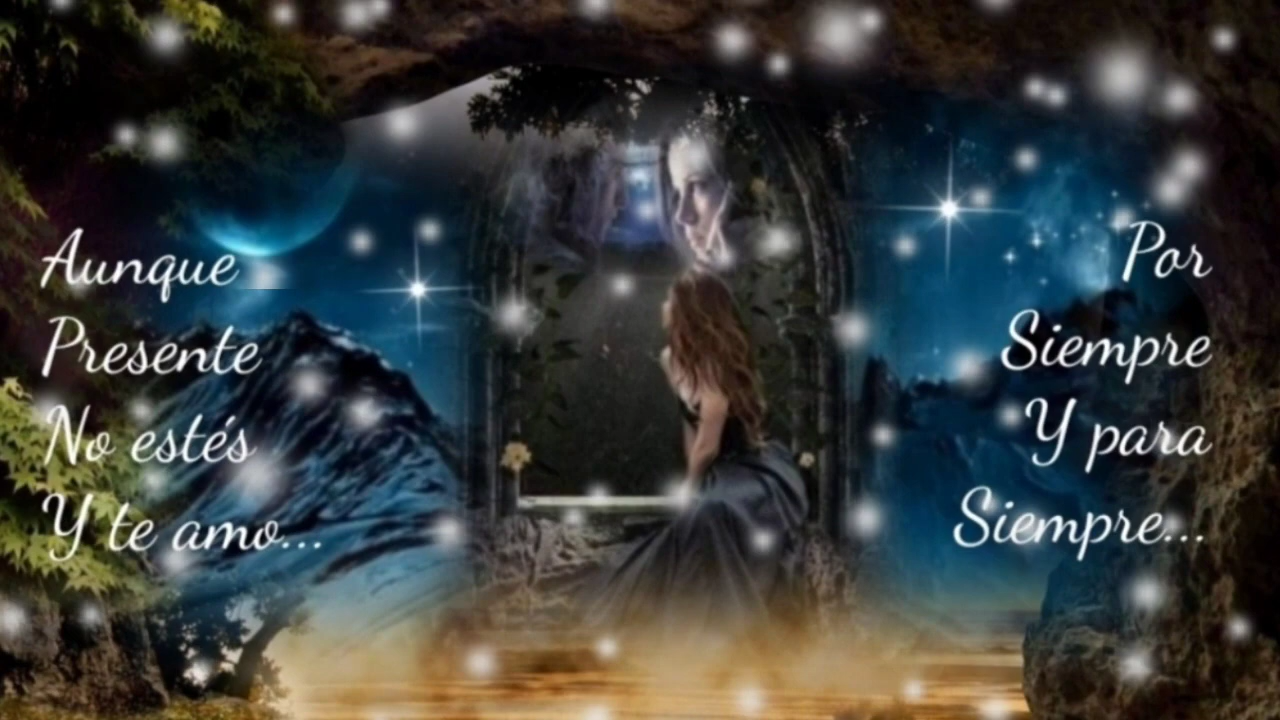 Aunque
Presente
No estés
Y te amo...
Por
Siempre
Y para
Siempre...